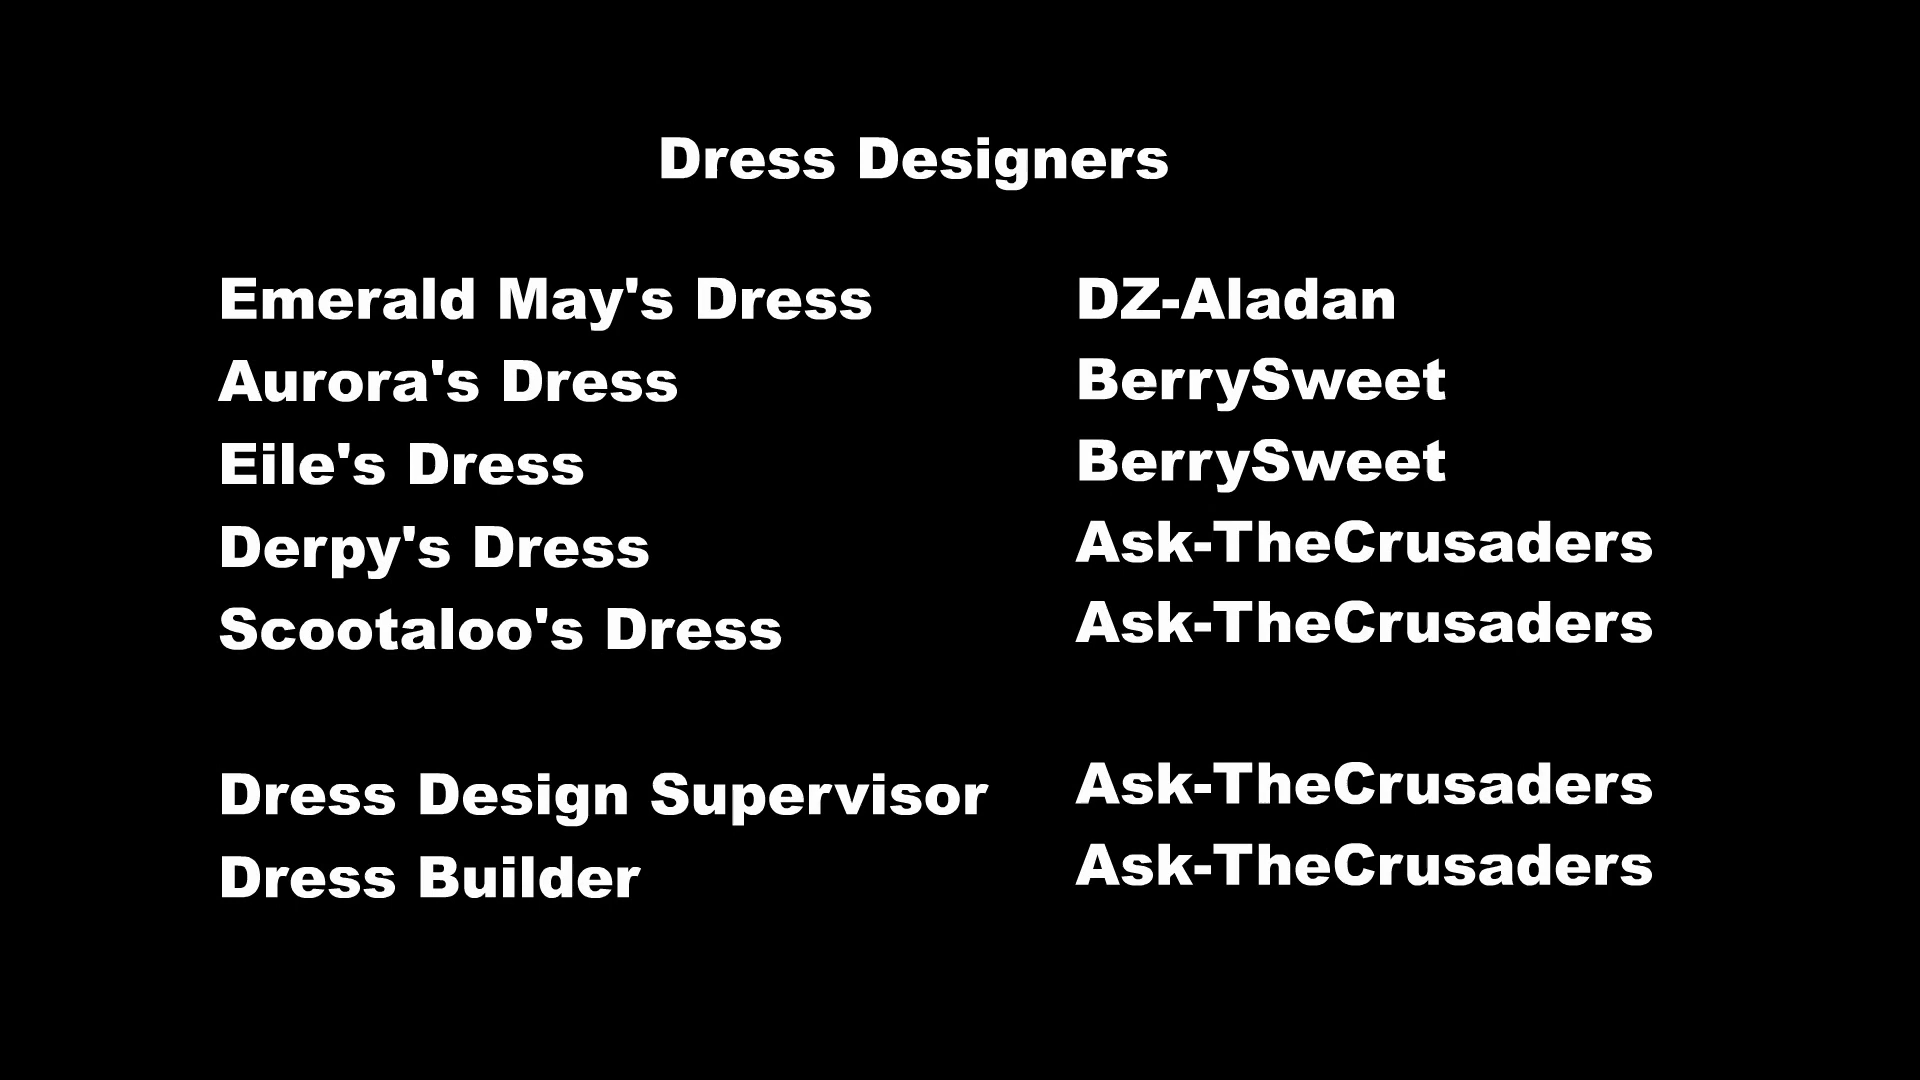 Dress Designers
Emerald May's Dress DZ-Aladan
Aurora's Dress BerrySweet
Eile's Dress BerrySweet
Derpy's Dress Ask-TheCrusaders
Scootaloo's Dress Ask-TheCrusaders
Dress Design Supervisor Ask-TheCrusaders
Dress Builder Ask-TheCrusaders